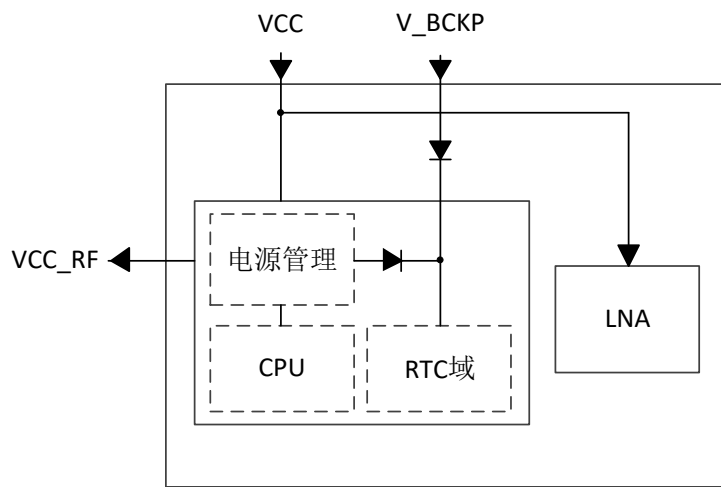 VCC
V_BCKP
VCC_RF
电源管理
LNA
CPU
RTC域